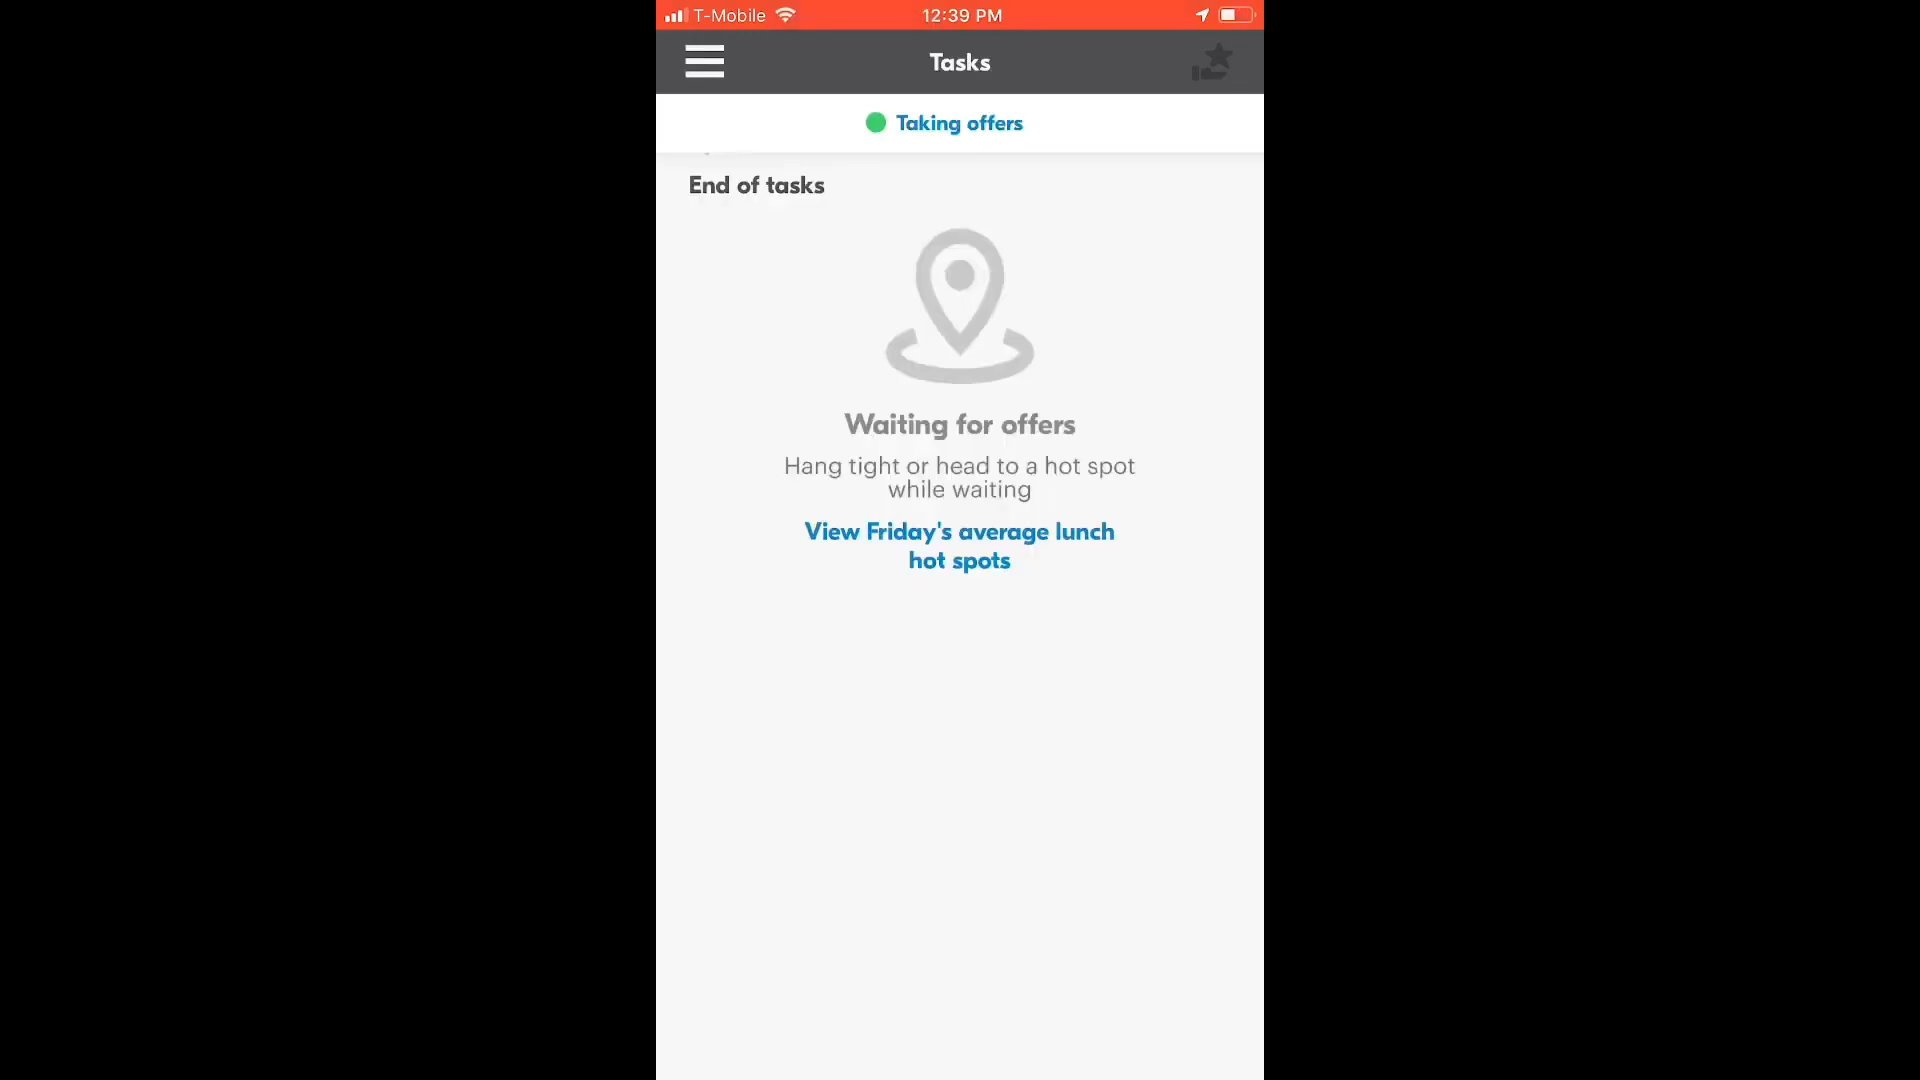 T-Mobile 12:39 PM
Tasks
Taking offers
End of tasks
Waiting for offers
Hang tight or head to a hot spot
while waiting
View Friday's average lunch
hot spots